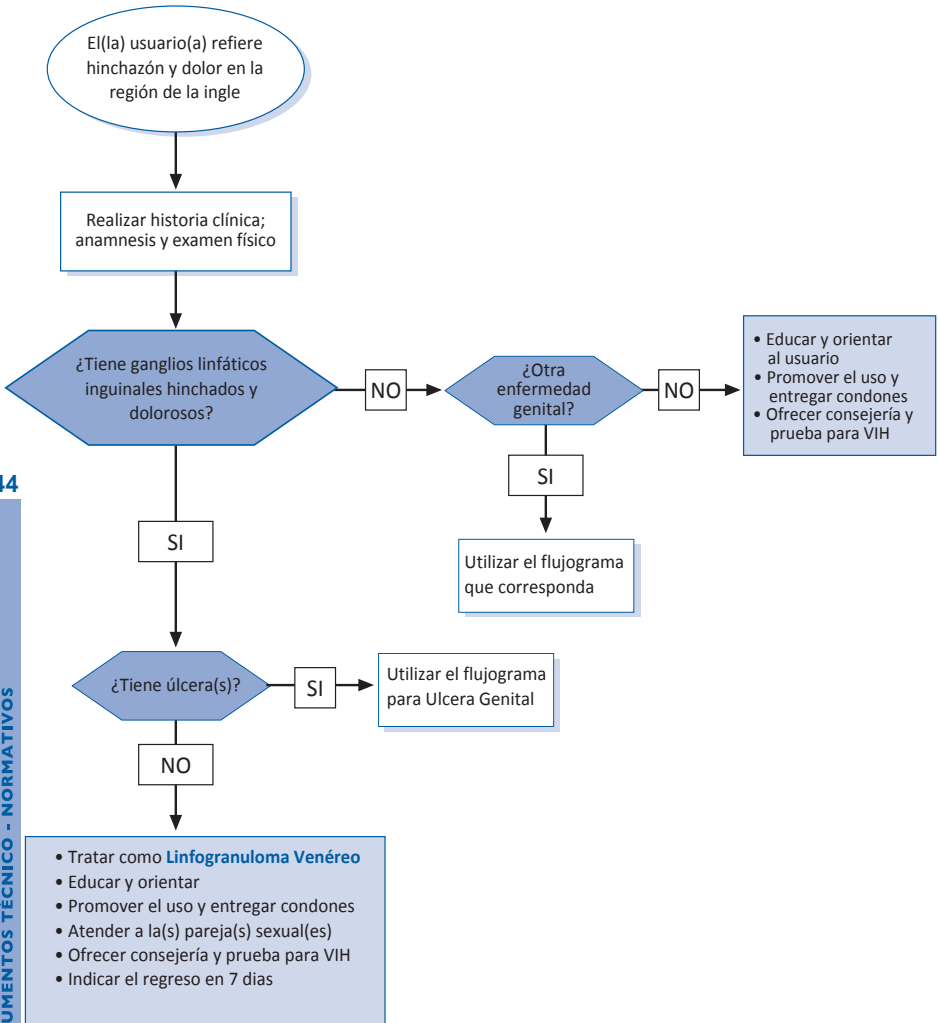 El(la) usuario(a) refiere
hinchazón y dolor en la
región de la ingle
Realizar historia clínica;
anamnesis y examen físico
¿Tiene ganglios linfáticos
inguinales hinchados y
dolorosos?
NO
¿Otra
enfermedad
genital?
NO
• Educar y orientar
al usuario
• Promover el uso y
entregar condones
• Ofrecer consejería y
prueba para VIH
SI
Utilizar el flujograma
que corresponda
SI
¿Tiene úlcera(s)?
SI
Utilizar el flujograma
para Ulcera Genital
NO
• Tratar como Linfogranuloma Venéreo
• Educar y orientar
• Promover el uso y entregar condones
• Atender a la(s) pareja(s) sexual(es)
• Ofrecer consejería y prueba para VIH
• Indicar el regreso en 7 dias
44
UMENTOS TÉCNICO - NORMATIVOS